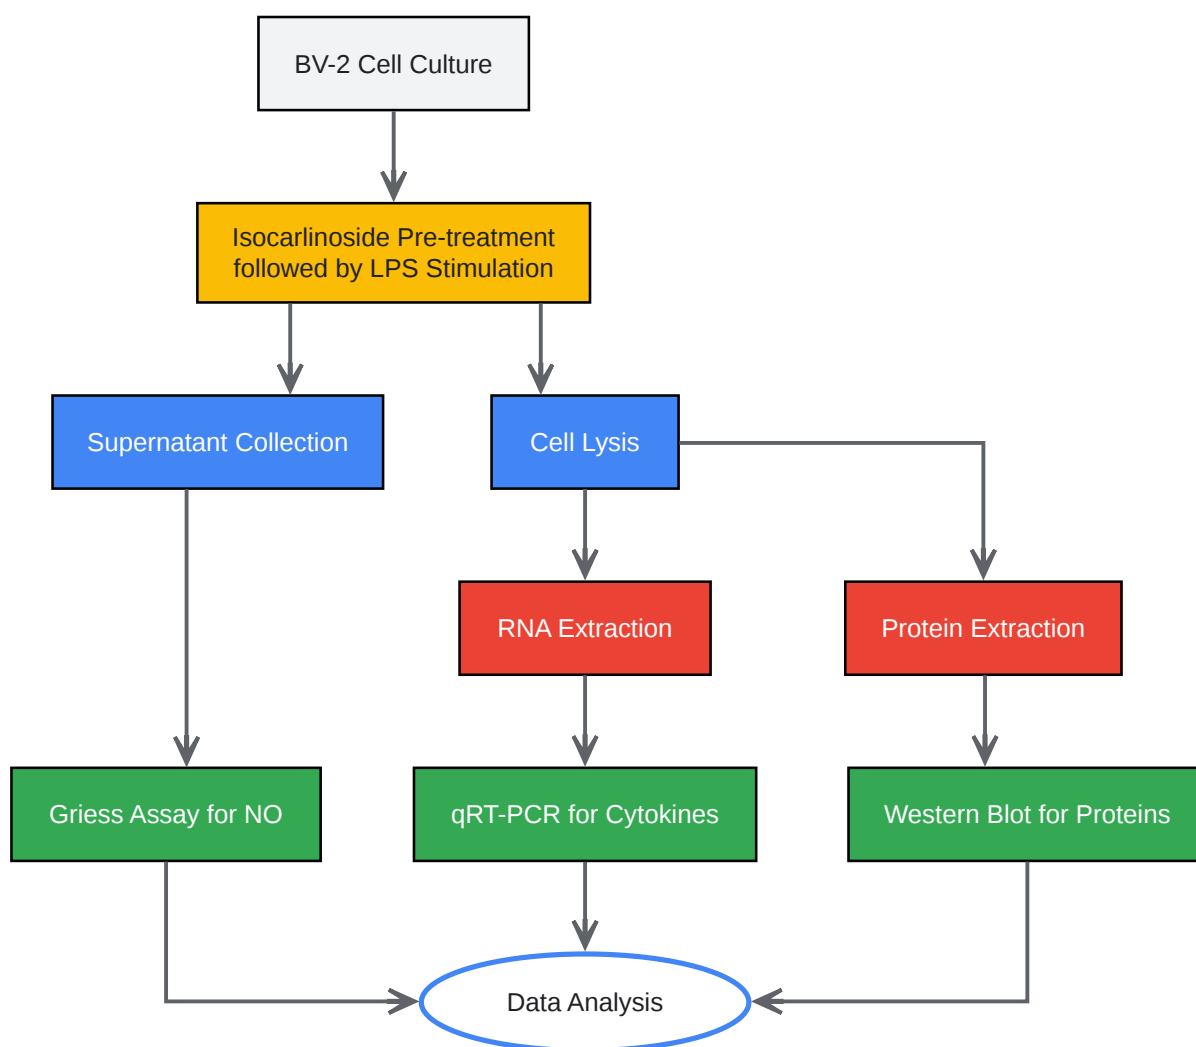 BV-2 Cell Culture
Isocarlinoside Pre-treatment
followed by LPS Stimulation
Supernatant Collection
Cell Lysis
RNA Extraction
Protein Extraction
Griess Assay for NO
qRT-PCR for Cytokines
Western Blot for Proteins
Data Analysis